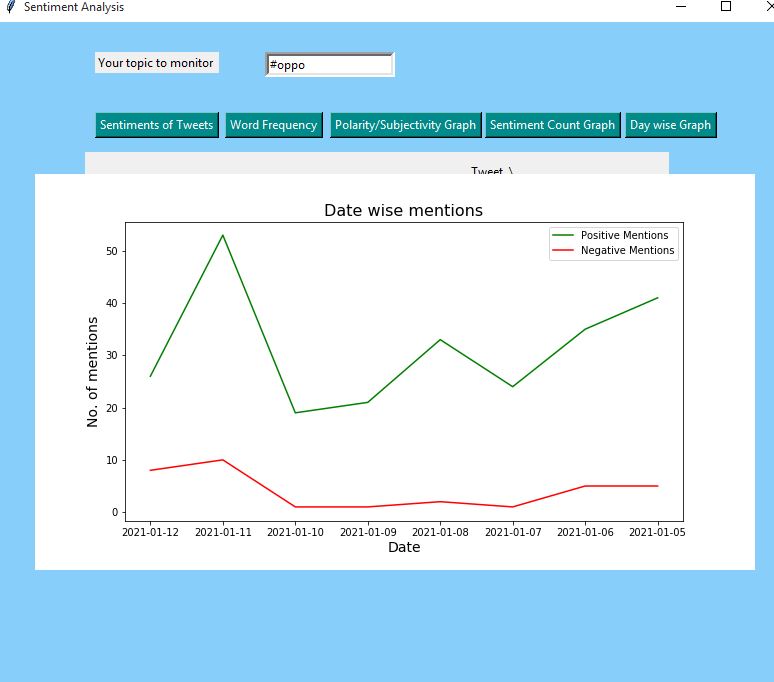 Sentiment Analysis
Your topic to monitor
#oppo
Sentiments of Tweets
Word Frequency
Polarity/Subjectivity Graph
Sentiment Count Graph
Day wise Graph
Tweet \
Date wise mentions
Positive Mentions
Negative Mentions
No. of mentions
50
40
30
20
10
0
2021-01-12 2021-01-11 2021-01-10 2021-01-09 2021-01-08 2021-01-07 2021-01-06 2021-01-05
Date